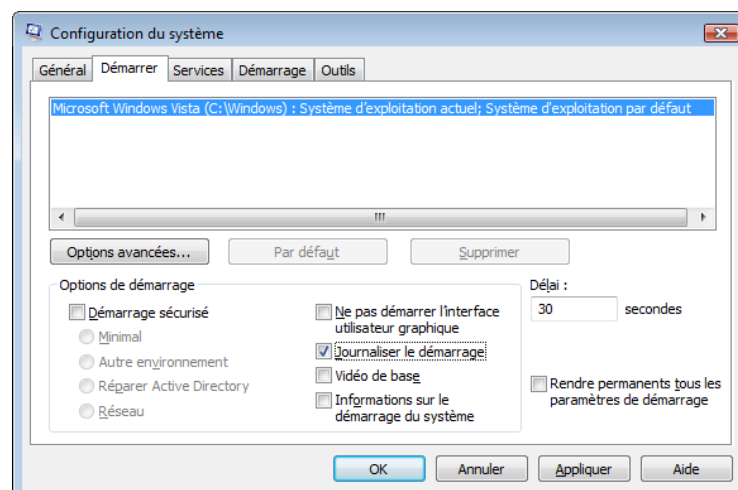 Configuration du système
Général Démarrer Services Démarrage Outils
Microsoft Windows Vista (C:\Windows) : Système d'exploitation actuel; Système d'exploitation par défaut
Options avancées... Par défaut Supprimer
Options de démarrage Délai :
Démarrage sécurisé Ne pas démarrer l'interface 30 secondes
utilisateur graphique
Minimal
Journaliser le démarrage
Autre environnement
Vidéo de base
Réparer Active Directory Rendre permanents tous les
Informations sur le paramètres de démarrage
Réseau démarrage du système
OK Annuler Appliquer Aide